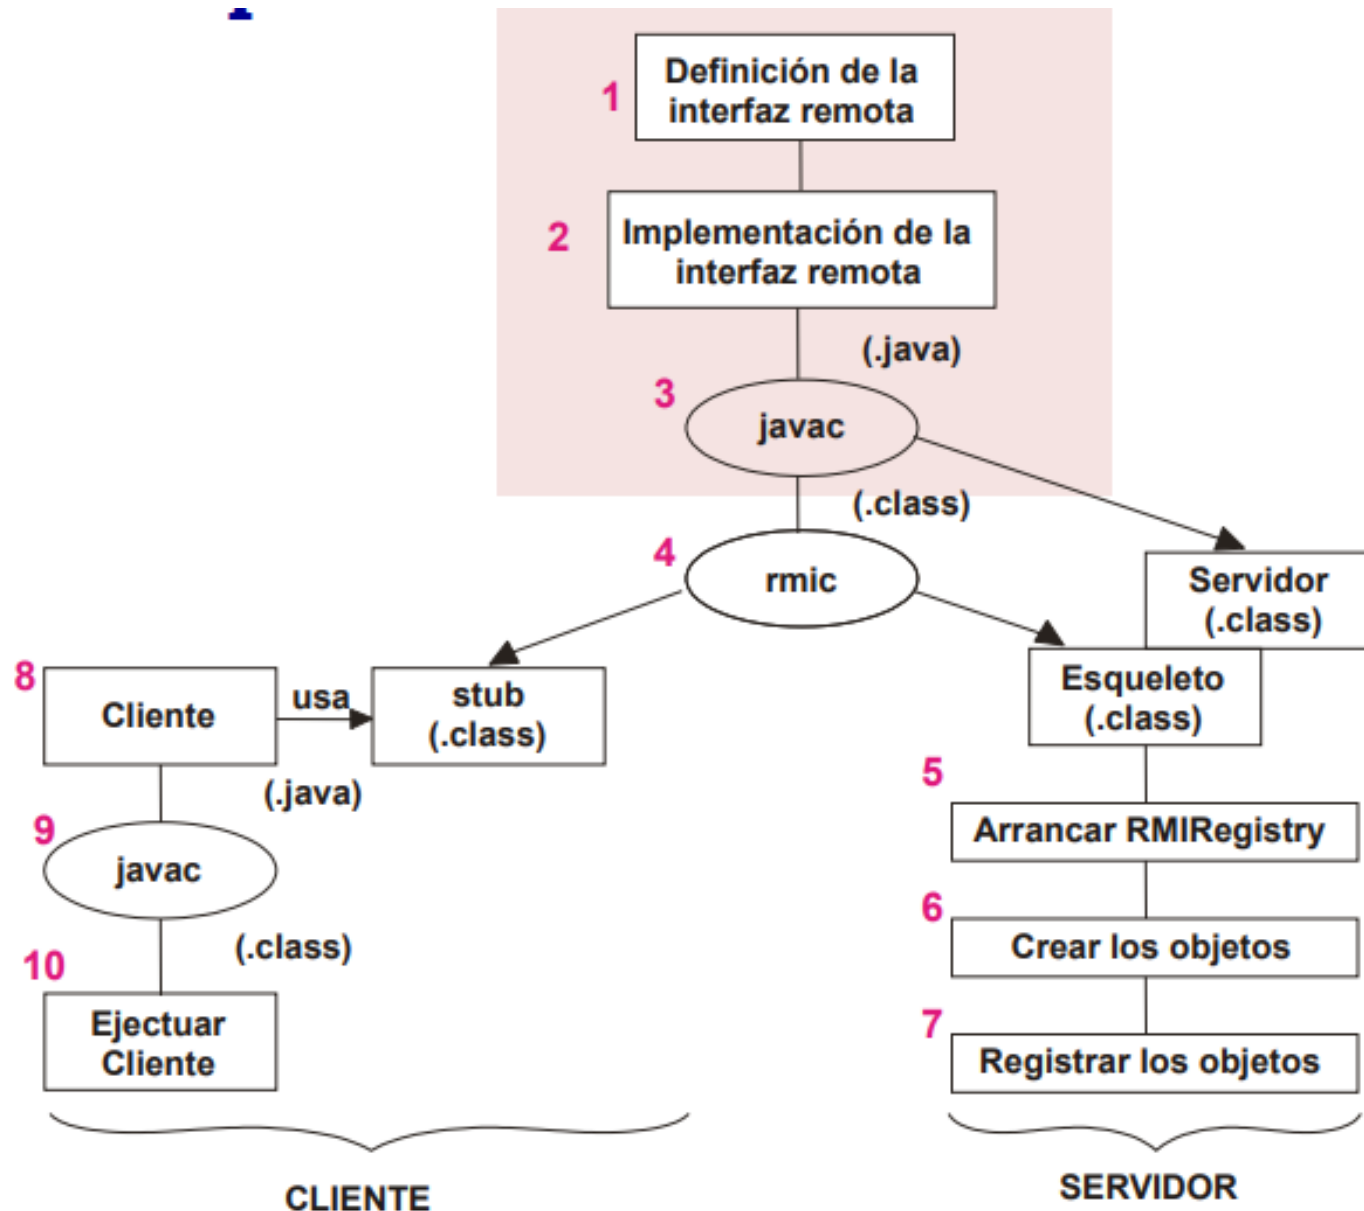 1
Definición de la
interfaz remota
2
Implementación de la
interfaz remota
(.java)
3
javac
(.class)
4
rmic
Servidor
(.class)
8
Cliente
usa
stub
(.class)
Esqueleto
(.class)
(.java)
5
Arrancar RMIRegistry
9
javac
6
Crear los objetos
(.class)
10
Ejectuar
Cliente
7
Registrar los objetos
CLIENTE
SERVIDOR